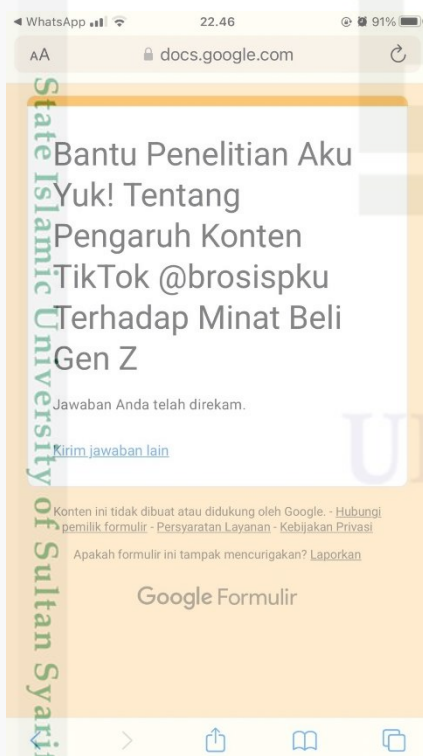 WhatsApp 22.46 91%
AA docs.google.com
Bantu Penelitian Aku
Yuk! Tentang
Pengaruh Konten
TikTok @brosispku
Terhadap Minat Beli
Gen Z
Jawaban Anda telah direkam.
Kirim jawaban lain
Konten ini tidak dibuat atau didukung oleh Google. - Hubungi
pemilik formulir - Persyaratan Layanan - Kebijakan Privasi
Apakah formulir ini tampak mencurigakan? Laporkan
Google Formulir
State Islamic University of Sultan Syarif